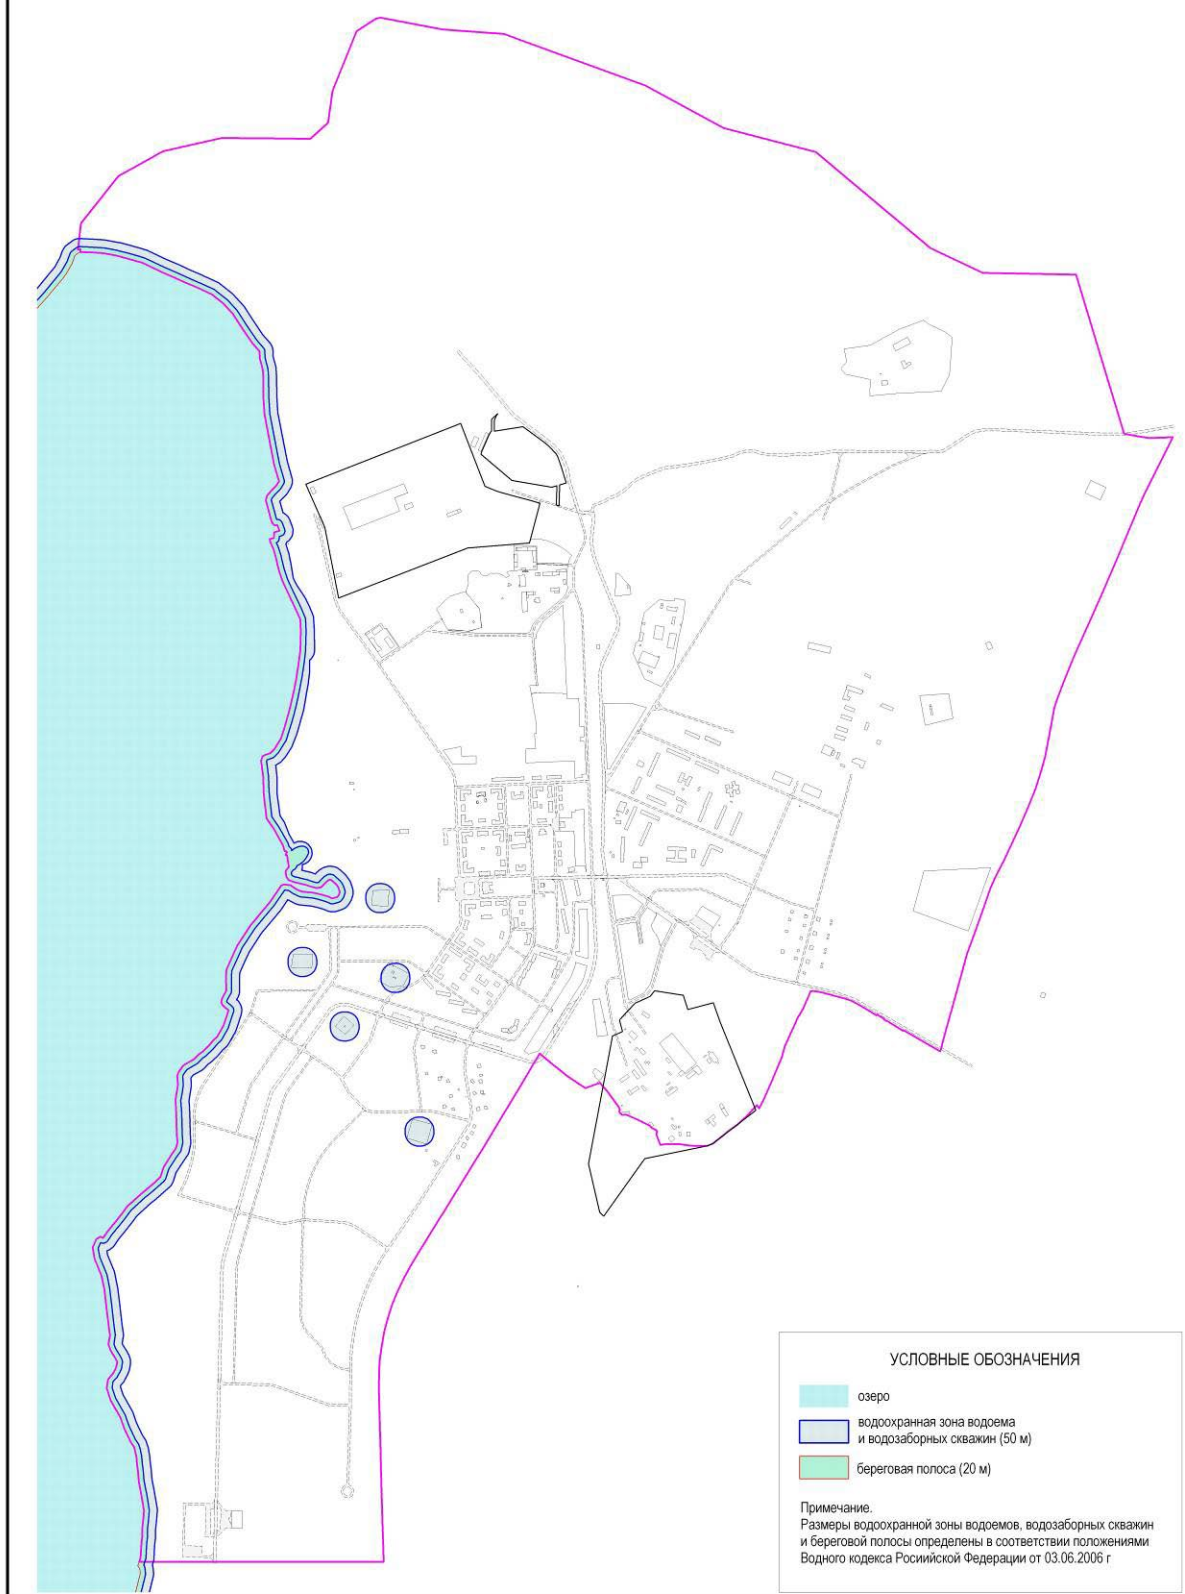 УСЛОВНЫЕ ОБОЗНАЧЕНИЯ
озеро
водоохранная зона водоема
и водозаборных скважин (50 м)
береговая полоса (20 м)
Примечание.
Размеры водоохранной зоны водоемов, водозаборных скважин
и береговой полосы определены в соответствии положениями
Водного кодекса Росиийской Федерации от 03.06.2006 г